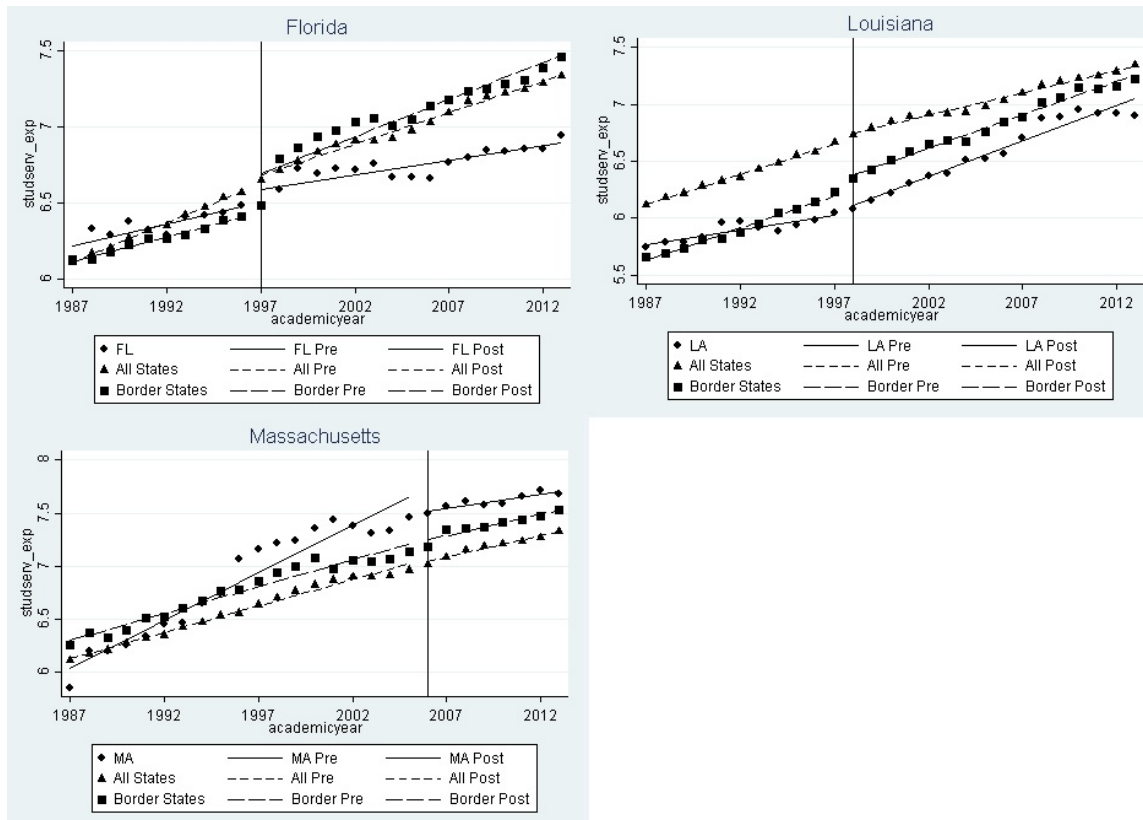 Florida
7.5
7
6.5
6
studserv_exp
1987 1992 1997 2002 2007 2012
academicyear
FL FL Pre FL Post
All States All Pre All Post
Border States Border Pre Border Post
Louisiana
7.5
7
6.5
6
5.5
studserv_exp
1987 1992 1997 2002 2007 2012
academicyear
LA LA Pre LA Post
All States All Pre All Post
Border States Border Pre Border Post
Massachusetts
8
7.5
7
6.5
6
studserv_exp
1987 1992 1997 2002 2007 2012
academicyear
MA MA Pre MA Post
All States All Pre All Post
Border States Border Pre Border Post